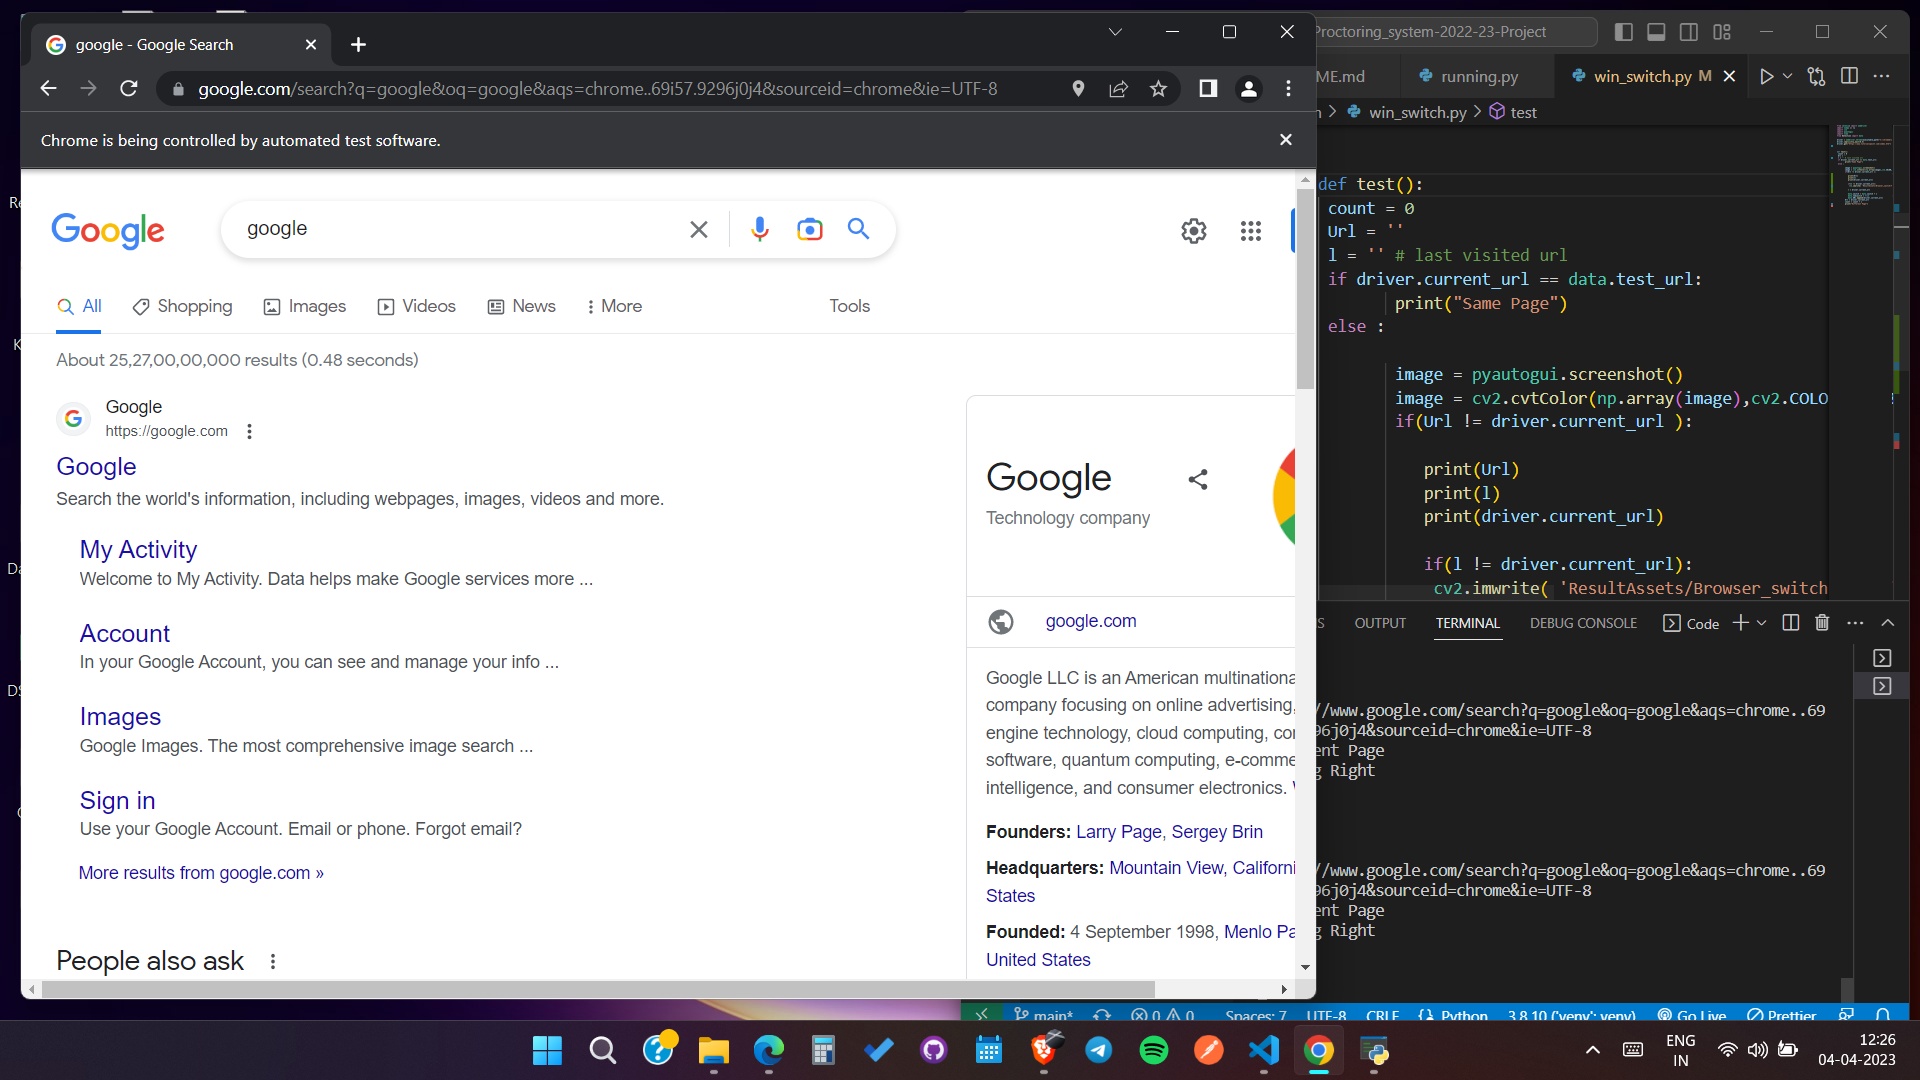 google - Google Search
google.com/search?q=google&oq=google&aqs=chrome..69i57.9296j0j4&sourceid=chrome&ie=UTF-8
Chrome is being controlled by automated test software.
Google
google
All
Shopping
Images
Videos
News
More
Tools
About 25,27,00,00,000 results (0.48 seconds)
Google
https://google.com
Google
Search the world's information, including webpages, images, videos and more.
My Activity
Welcome to My Activity. Data helps make Google services more ...
Account
In your Google Account, you can see and manage your info ...
Images
Google Images. The most comprehensive image search ...
Sign in
Use your Google Account. Email or phone. Forgot email?
More results from google.com »
People also ask
Google
Technology company
google.com
Google LLC is an American multinationa
company focusing on online advertising,
engine technology, cloud computing, co
software, quantum computing, e-comme
intelligence, and consumer electronics.
Founders: Larry Page, Sergey Brin
Headquarters: Mountain View, Californi
States
Founded: 4 September 1998, Menlo Pa
United States
Proctoring_system-2022-23-Project
ME.md
running.py
win_switch.py M
win_switch.py > test
def test():
count = 0
Url = ''
l = '' # last visited url
if driver.current_url == data.test_url:
print("Same Page")
else :
image = pyautogui.screenshot()
image = cv2.cvtColor(np.array(image),cv2.COLO
if(Url != driver.current_url ):
print(Url)
print(l)
print(driver.current_url)
if(l != driver.current_url):
cv2.imwrite( 'ResultAssets/Browser_switch
S
OUTPUT
TERMINAL
DEBUG CONSOLE
Code
//www.google.com/search?q=google&oq=google&aqs=chrome..69
96j0j4&sourceid=chrome&ie=UTF-8
ent Page
g Right
//www.google.com/search?q=google&oq=google&aqs=chrome..69
96j0j4&sourceid=chrome&ie=UTF-8
ent Page
g Right
main*
0
0
Spaces: 7
UTF-8
CRLF
Python
3.8.10 ('venv': venv)
Go Live
Prettier
ENG
IN
12:26
04-04-2023